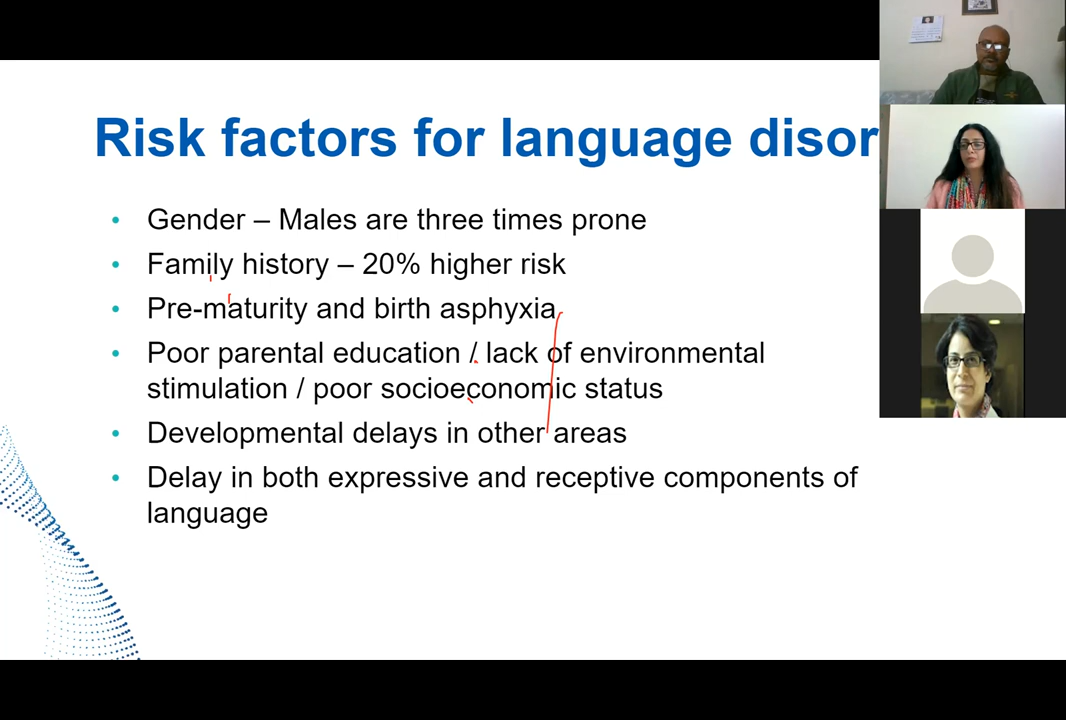 Risk factors for language disor
• Gender – Males are three times prone
• Family history – 20% higher risk
• Pre-maturity and birth asphyxia
• Poor parental education / lack of environmental
stimulation / poor socioeconomic status
• Developmental delays in other areas
• Delay in both expressive and receptive components of
language